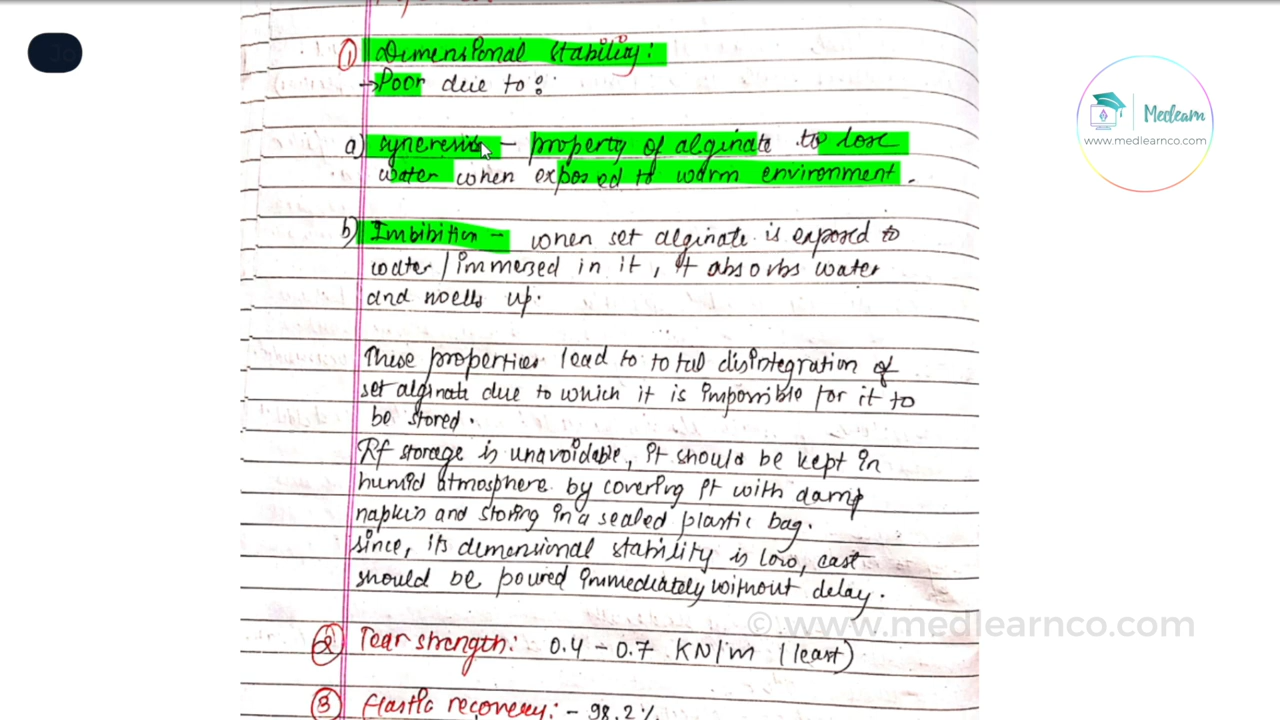 ① Dimensional stability:
→ Poor due to :
a) syneresis - property of alginate to lose
water when exposed to warm environment.
b) Imbibition - when set alginate is exposed to
water / immersed in it, it absorbs water
and swells up.
These properties lead to total disintegration of
set alginate due to which it is impossible for it to
be stored.
If storage is unavoidable, it should be kept in
humid atmosphere by covering it with damp
napkin and storing in a sealed plastic bag.
since, its dimensional stability is low, cast
should be poured immediately without delay.
② Tear strength: 0.4 - 0.7 KN/m (least)
③ Elastic recovery: - 98.2%
Medlearn
www.medlearnco.com
© www.medlearnco.com